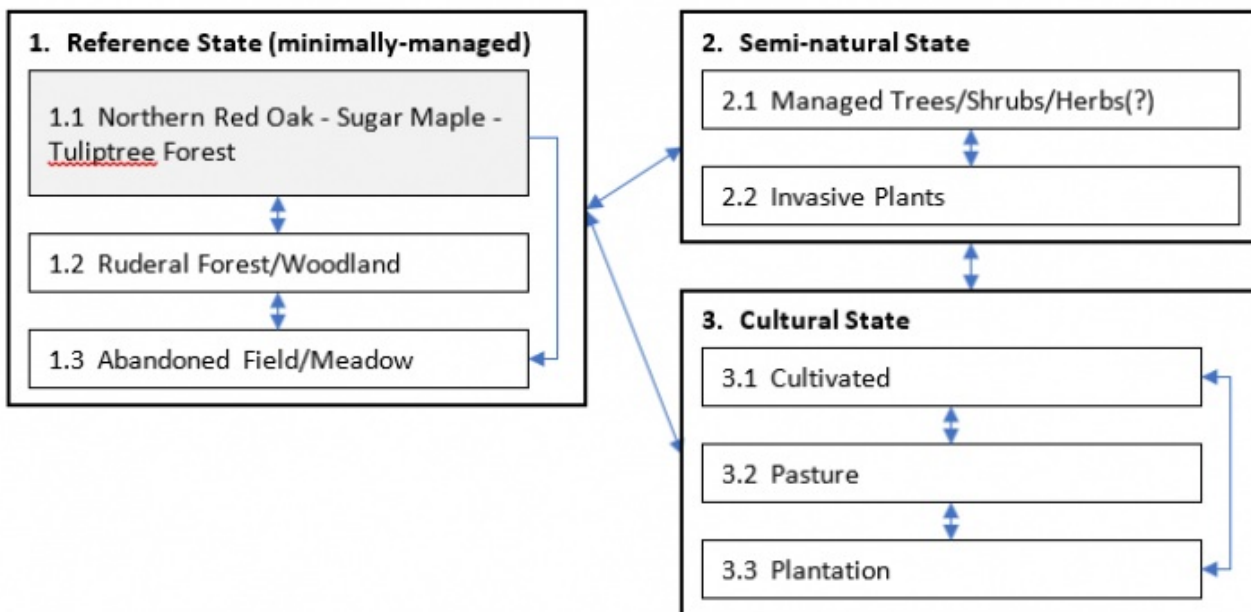 1. Reference State (minimally-managed)
1.1 Northern Red Oak - Sugar Maple -
Tuliptree Forest
1.2 Ruderal Forest/Woodland
1.3 Abandoned Field/Meadow
2. Semi-natural State
2.1 Managed Trees/Shrubs/Herbs(?)
2.2 Invasive Plants
3. Cultural State
3.1 Cultivated
3.2 Pasture
3.3 Plantation